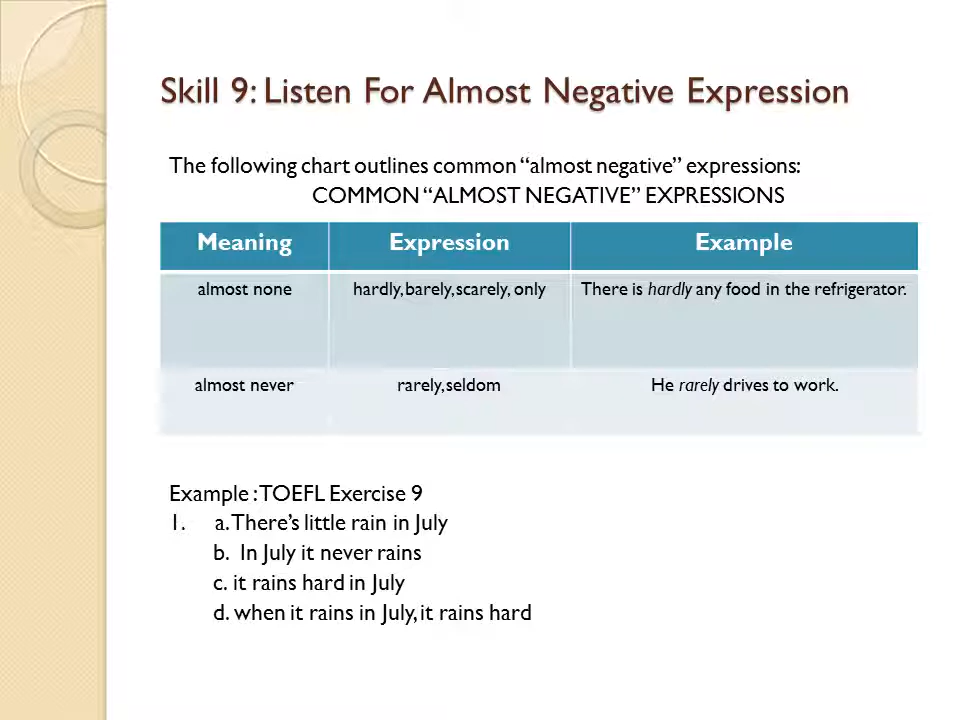 Skill 9: Listen For Almost Negative Expression
The following chart outlines common “almost negative” expressions:
COMMON “ALMOST NEGATIVE” EXPRESSIONS
Meaning Expression Example
almost none hardly, barely, scarely, only There is hardly any food in the refrigerator.
almost never rarely, seldom He rarely drives to work.
Example : TOEFL Exercise 9
1. a. There’s little rain in July
b. In July it never rains
c. it rains hard in July
d. when it rains in July, it rains hard